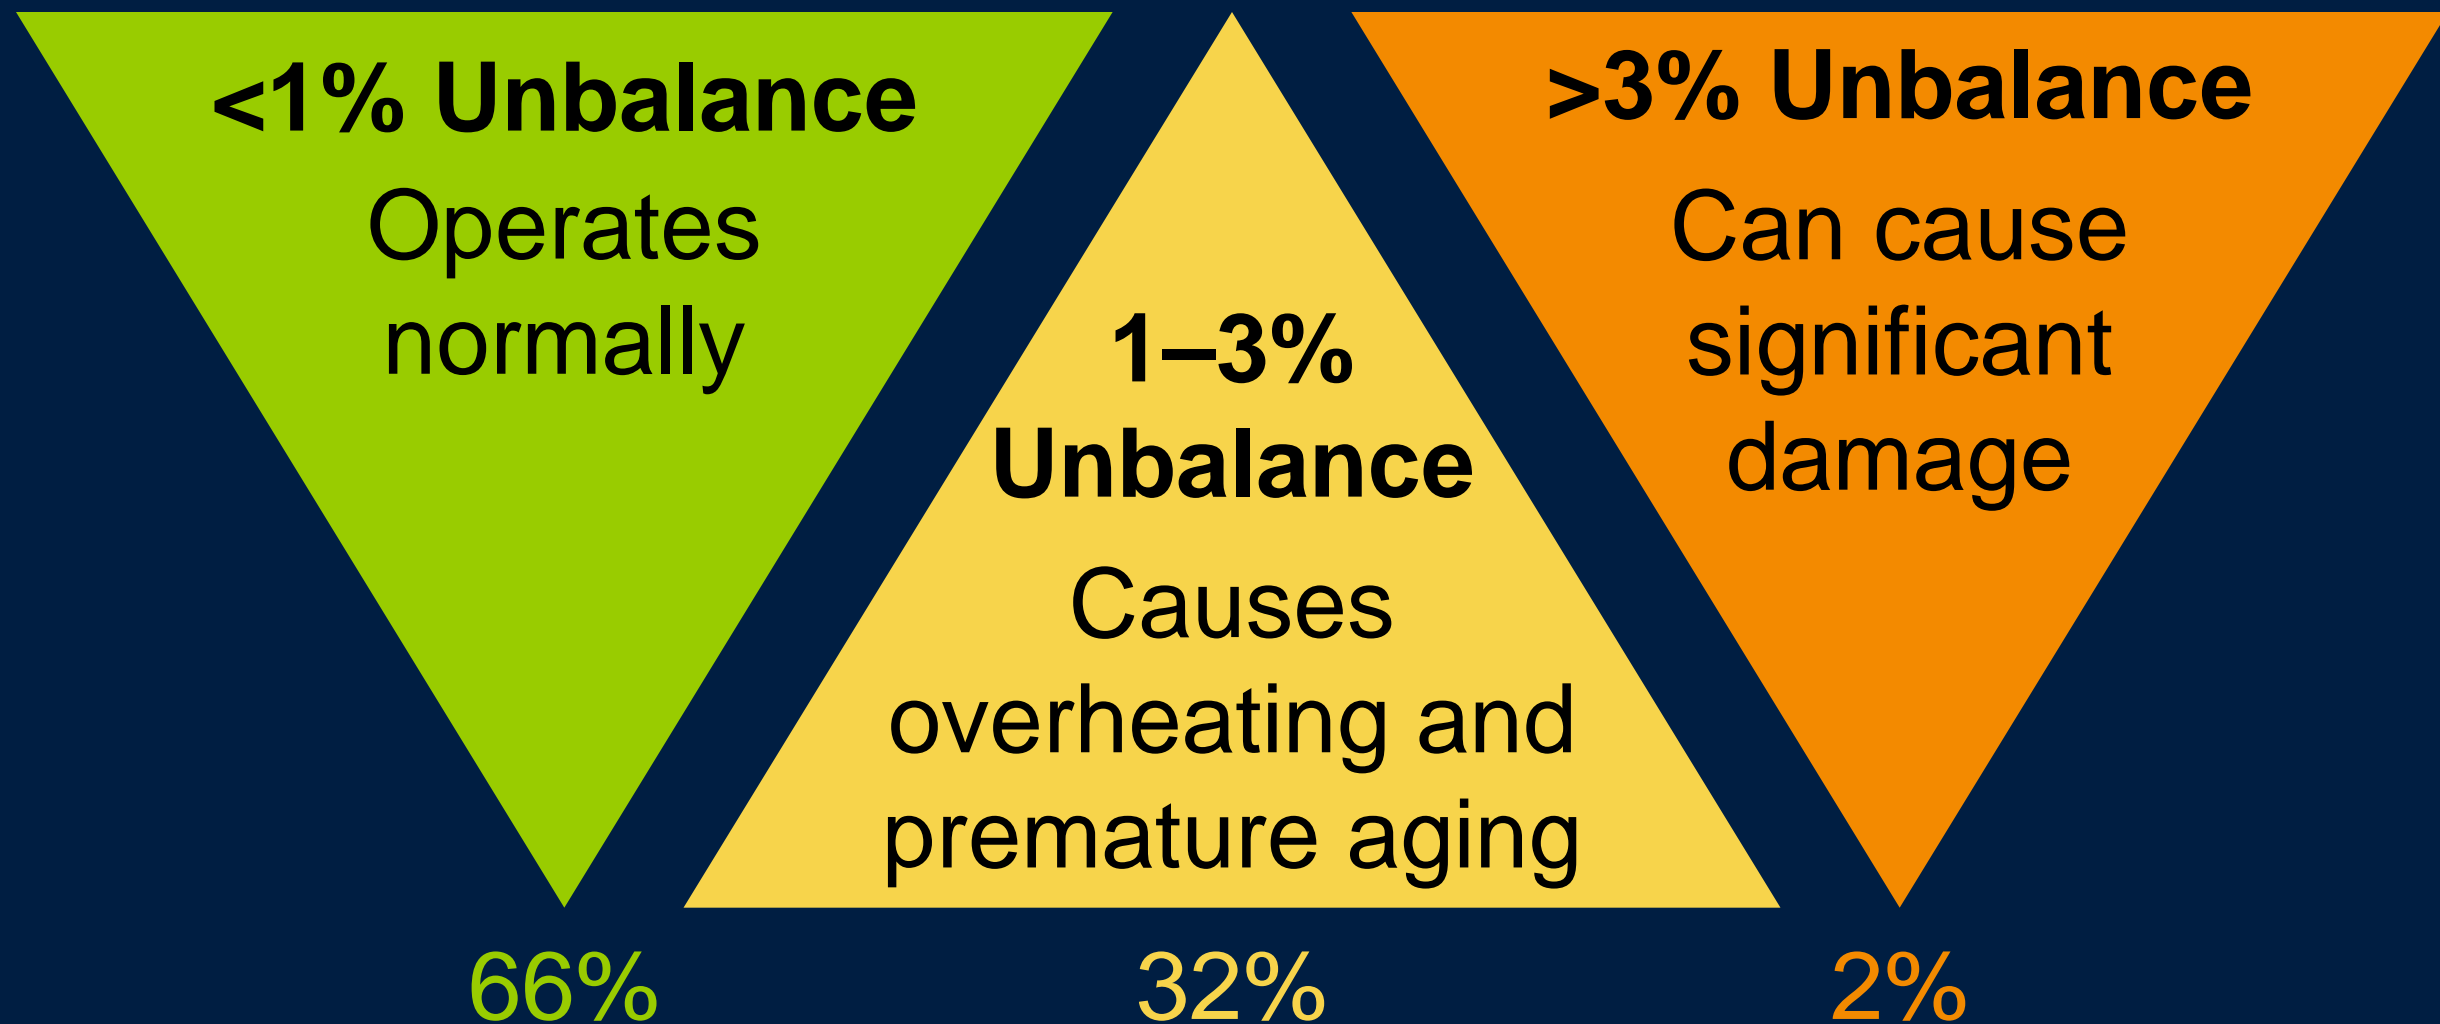 <1% Unbalance
Operates
normally
1–3%
Unbalance
Causes
overheating and
premature aging
>3% Unbalance
Can cause
significant
damage
66%
32%
2%